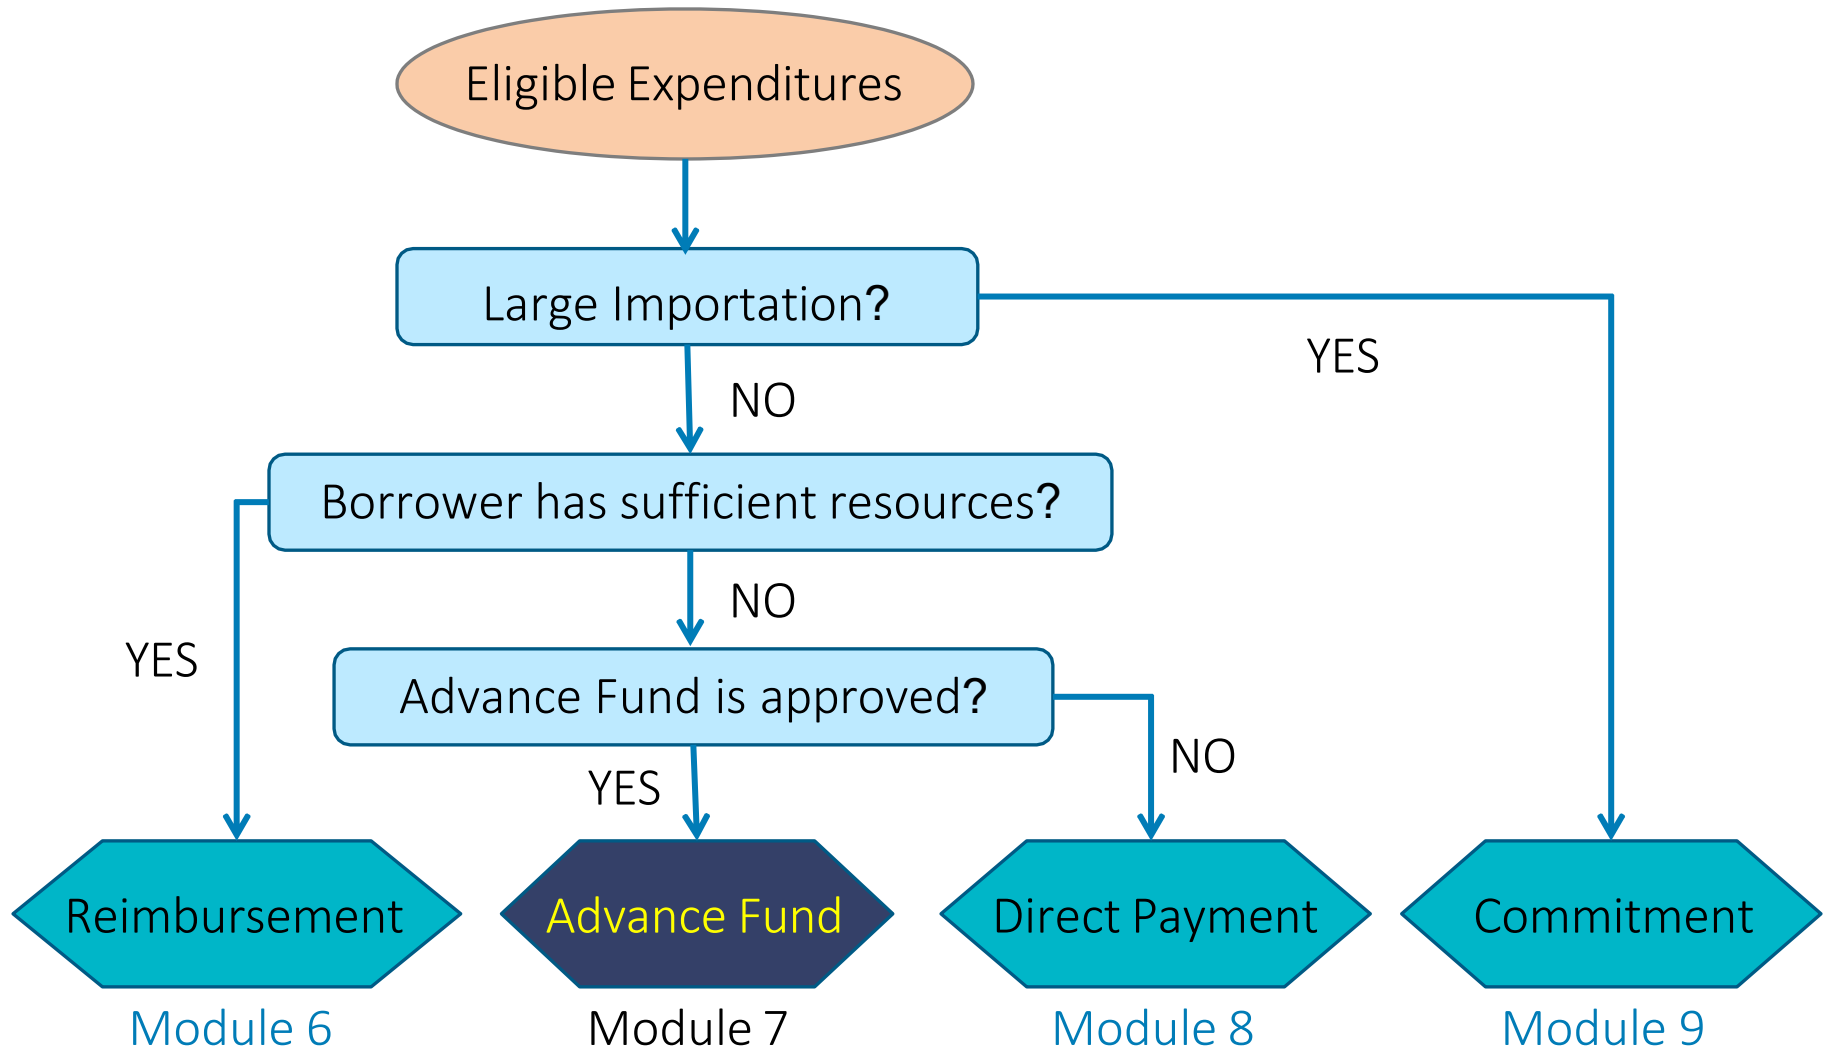 Eligible Expenditures
Large Importation?
YES
NO
Borrower has sufficient resources?
NO
YES
Advance Fund is approved?
NO
YES
Reimbursement
Advance Fund
Direct Payment
Commitment
Module 6
Module 7
Module 8
Module 9